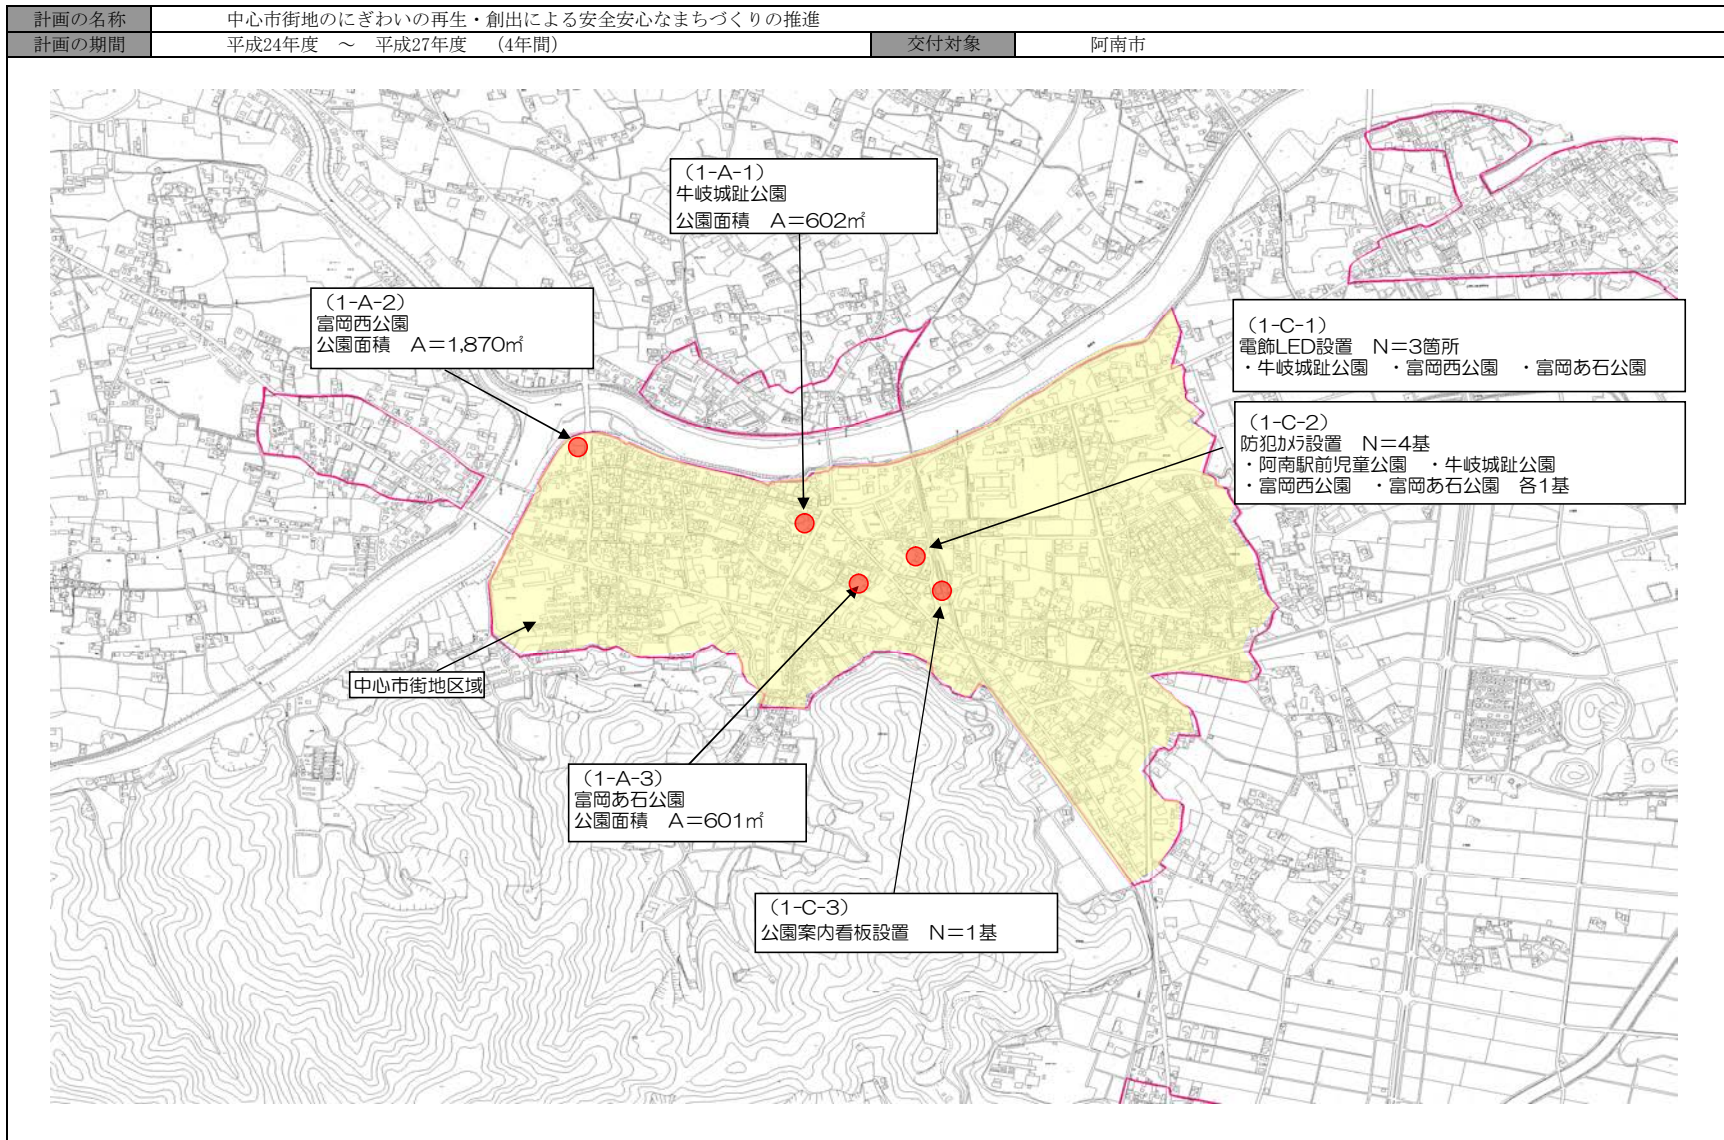 計画の名称 中心市街地のにぎわいの再生・創出による安全安心なまちづくりの推進
計画の期間 平成24年度 ～ 平成27年度 (4年間) 交付対象 阿南市
(1-A-1)
牛岐城趾公園
公園面積 A＝602㎡
(1-A-2)
富岡西公園
公園面積 A＝1,870㎡
(1-C-1)
電飾LED設置 N＝3箇所
・牛岐城趾公園 ・富岡西公園 ・富岡あ石公園
(1-C-2)
防犯ｶﾒﾗ設置 N＝4基
・阿南駅前児童公園 ・牛岐城趾公園
・富岡西公園 ・富岡あ石公園 各1基
中心市街地区域
(1-A-3)
富岡あ石公園
公園面積 A＝601㎡
(1-C-3)
公園案内看板設置 N＝1基